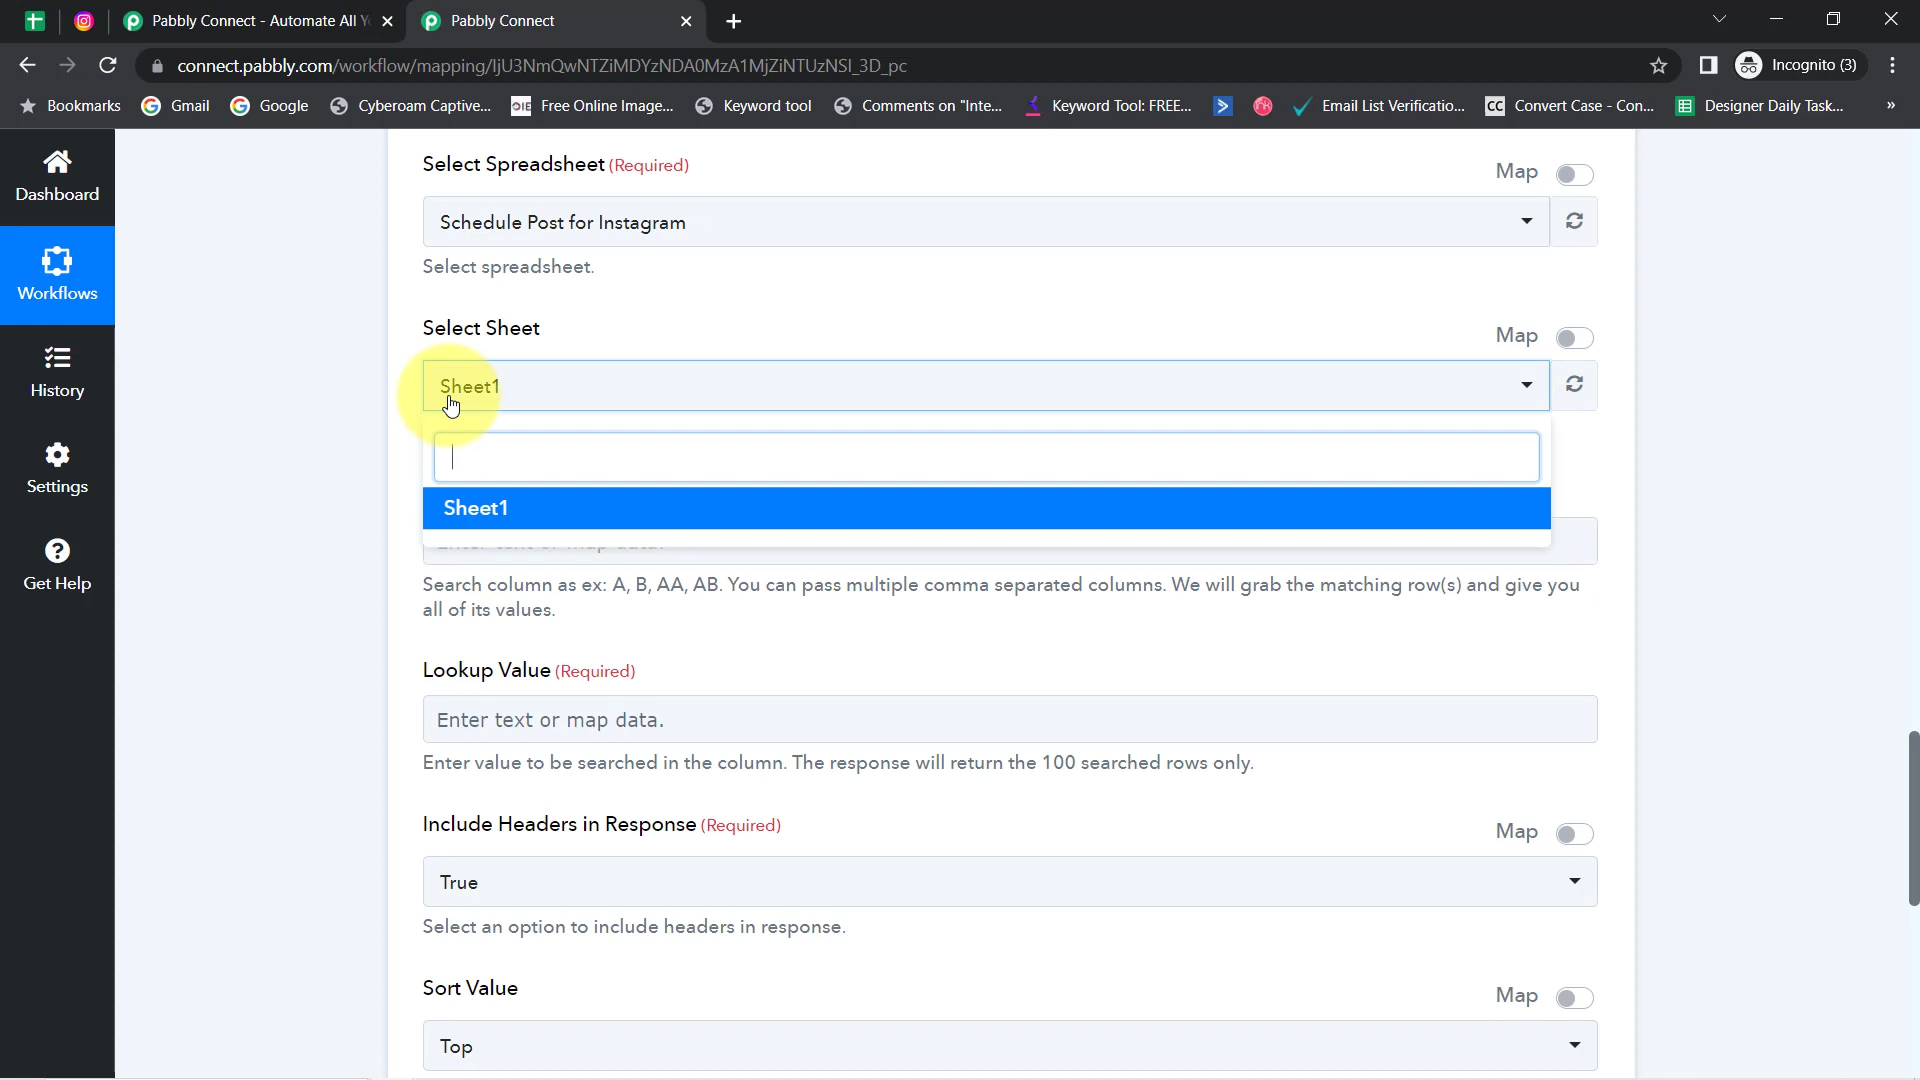 Pabbly Connect - Automate All Y
Pabbly Connect
connect.pabbly.com/workflow/mapping/IjU3NmQwNTZiMDYzNDA0MzA1MjZiNTUzNSI_3D_pc
Incognito (3)
Bookmarks
Gmail
Google
Cyberoam Captive...
OIE
Free Online Image...
Keyword tool
Comments on "Inte...
Keyword Tool: FREE...
Email List Verificatio...
CC
Convert Case - Con...
Designer Daily Task...
»
Dashboard
Workflows
History
Settings
Get Help
Select Spreadsheet (Required)
Map
Schedule Post for Instagram
Select spreadsheet.
Select Sheet
Map
Sheet1
Sheet1
Search column as ex: A, B, AA, AB. You can pass multiple comma separated columns. We will grab the matching row(s) and give you
all of its values.
Lookup Value (Required)
Enter text or map data.
Enter value to be searched in the column. The response will return the 100 searched rows only.
Include Headers in Response (Required)
Map
True
Select an option to include headers in response.
Sort Value
Map
Top